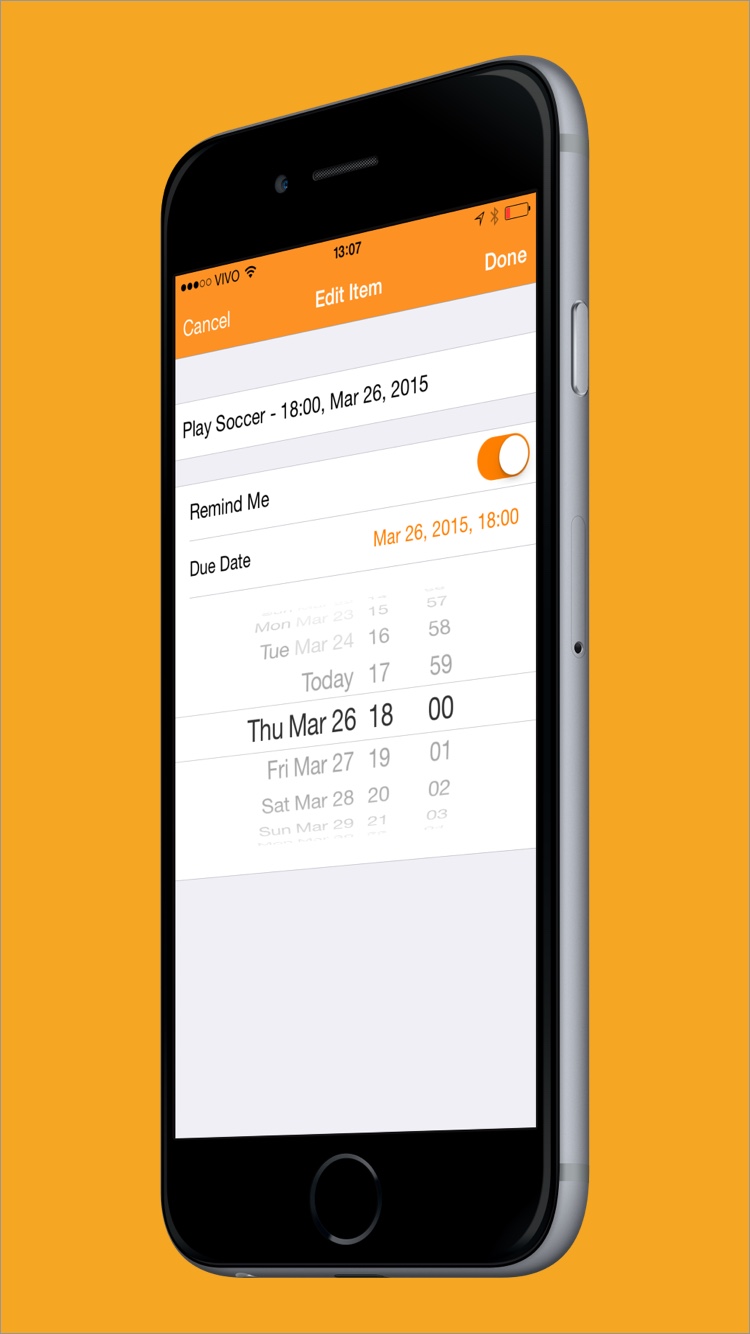 VIVO 13:07
Cancel Edit Item Done
Play Soccer - 18:00, Mar 26, 2015
Remind Me
Due Date Mar 26, 2015, 18:00
Mon Mar 23 15 57
Tue Mar 24 16 58
Today 17 59
Thu Mar 26 18 00
Fri Mar 27 19 01
Sat Mar 28 20 02
Sun Mar 29 21 03